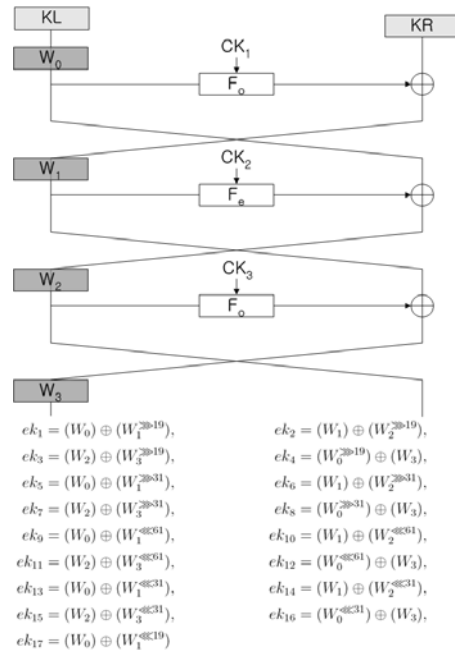 KL
KR
W₀
CK₁
Fₒ
W₁
CK₂
Fₑ
W₂
CK₃
Fₒ
W₃
ek₁ = (W₀) ⊕ (W₁^⋙19), ek₂ = (W₁) ⊕ (W₂^⋙19),
ek₃ = (W₂) ⊕ (W₃^⋙19), ek₄ = (W₀^⋙19) ⊕ (W₃),
ek₅ = (W₀) ⊕ (W₁^⋙31), ek₆ = (W₁) ⊕ (W₂^⋙31),
ek₇ = (W₂) ⊕ (W₃^⋙31), ek₈ = (W₀^⋙31) ⊕ (W₃),
ek₉ = (W₀) ⊕ (W₁^⋘61), ek₁₀ = (W₁) ⊕ (W₂^⋘61),
ek₁₁ = (W₂) ⊕ (W₃^⋘61), ek₁₂ = (W₀^⋘61) ⊕ (W₃),
ek₁₃ = (W₀) ⊕ (W₁^⋘31), ek₁₄ = (W₁) ⊕ (W₂^⋘31),
ek₁₅ = (W₂) ⊕ (W₃^⋘31), ek₁₆ = (W₀^⋘31) ⊕ (W₃),
ek₁₇ = (W₀) ⊕ (W₁^⋘19)